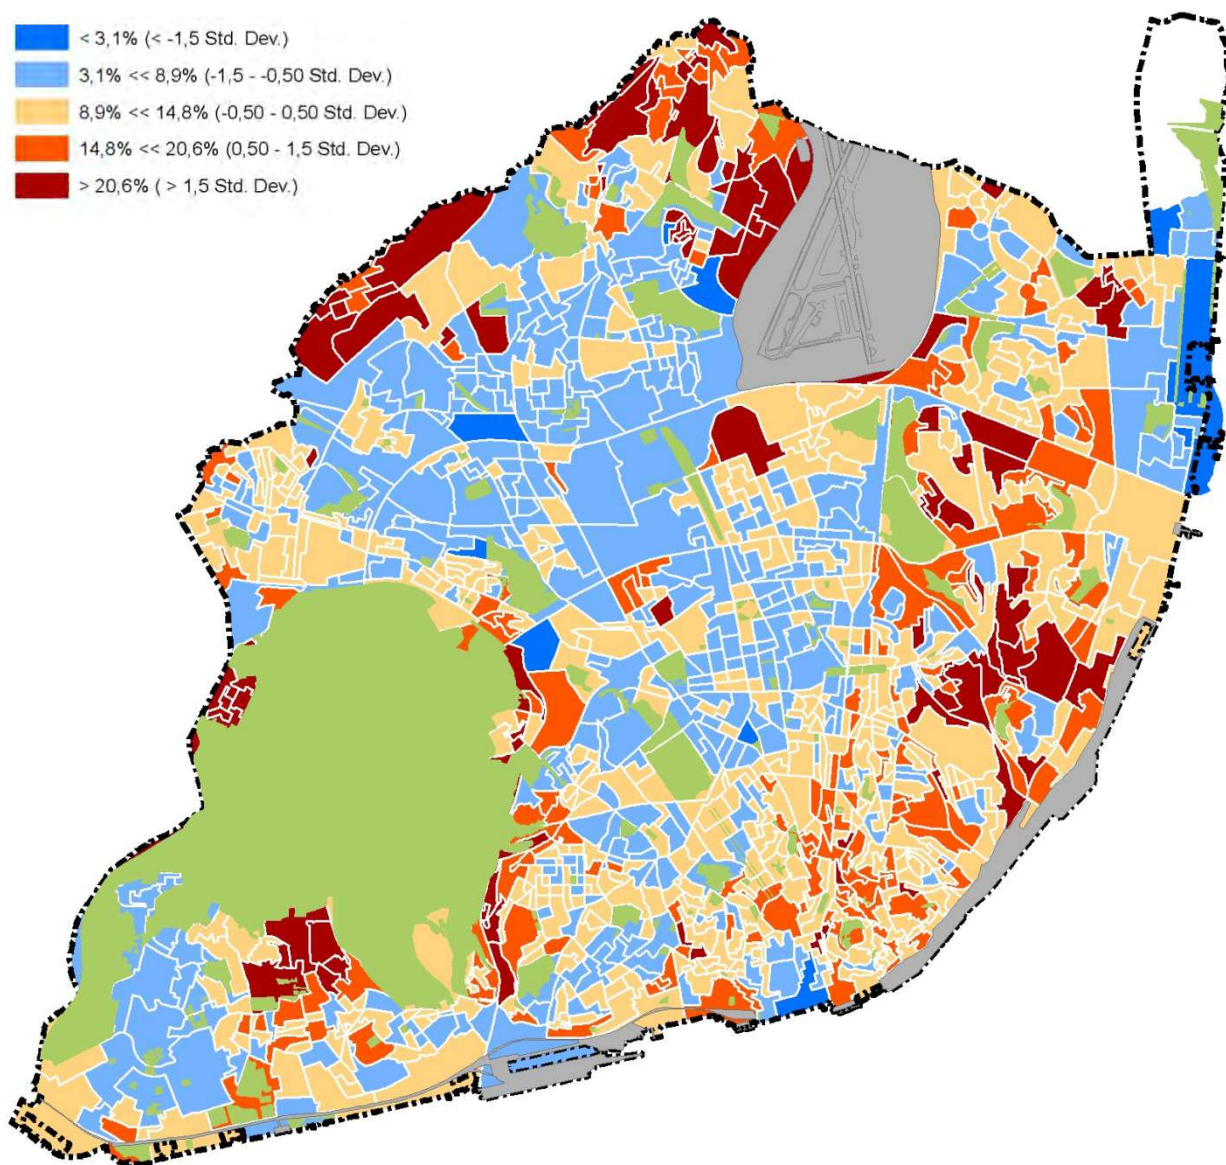 < 3,1% (< -1,5 Std. Dev.)
3,1% << 8,9% (-1,5 - -0,50 Std. Dev.)
8,9% << 14,8% (-0,50 - 0,50 Std. Dev.)
14,8% << 20,6% (0,50 - 1,5 Std. Dev.)
> 20,6% ( > 1,5 Std. Dev.)